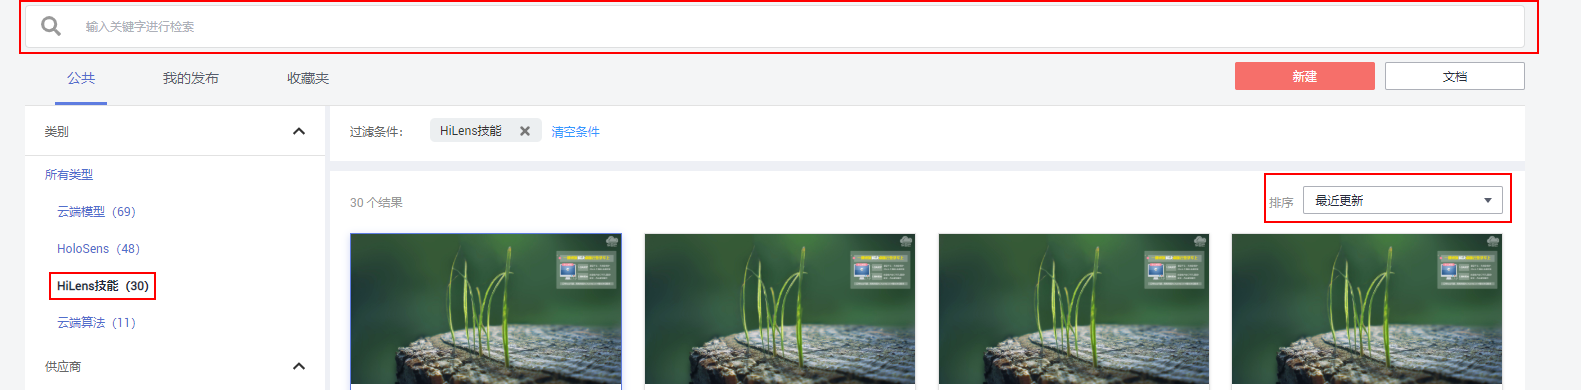 输入关键字进行检索
公共 我的发布 收藏夹 新建 文档
类别
过滤条件： HiLens技能 清空条件
所有类型
云端模型 (69)
HoloSens (48)
HiLens技能 (30)
云端算法 (11)
供应商
30 个结果
排序 最近更新